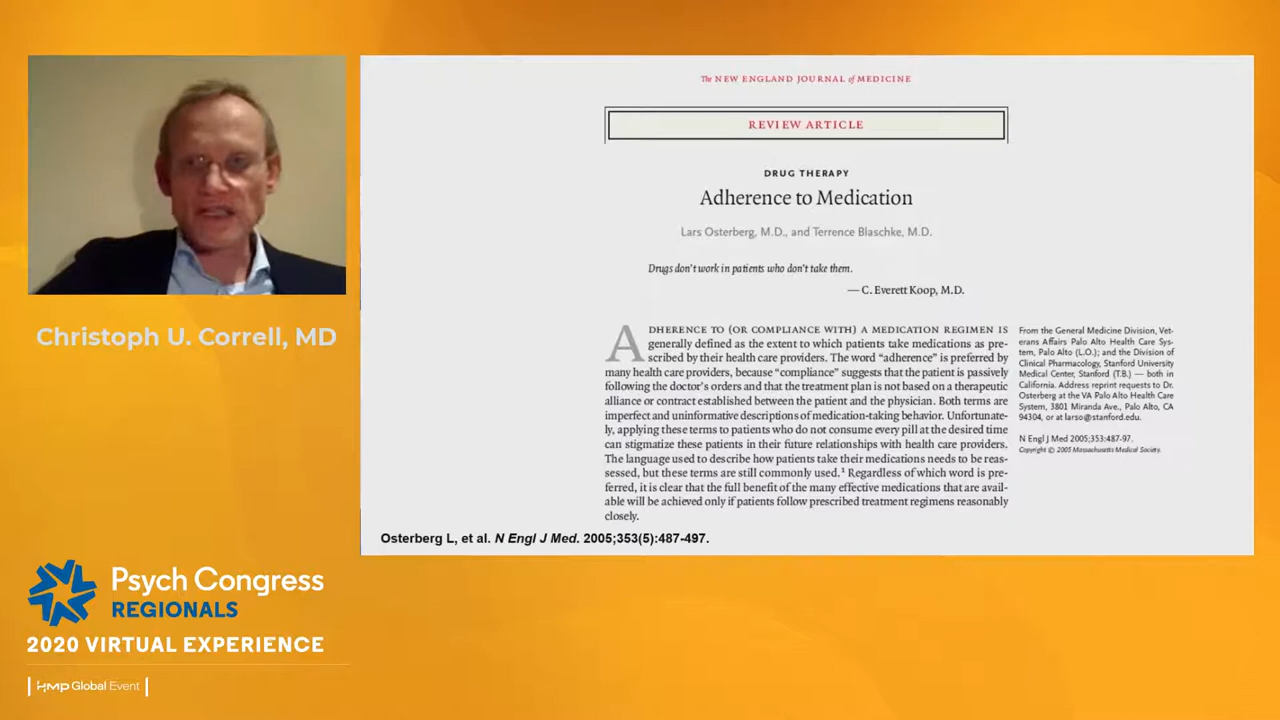 Christoph U. Correll, MD
Psych Congress
REGIONALS
2020 VIRTUAL EXPERIENCE
HMP Global Event
The NEW ENGLAND JOURNAL of MEDICINE
REVIEW ARTICLE
DRUG THERAPY
Adherence to Medication
Lars Osterberg, M.D., and Terrence Blaschke, M.D.
Drugs don't work in patients who don't take them.
— C. Everett Koop, M.D.
ADHERENCE TO (OR COMPLIANCE WITH) A MEDICATION REGIMEN IS
generally defined as the extent to which patients take medications as pre-
scribed by their health care providers. The word “adherence” is preferred by
many health care providers, because “compliance” suggests that the patient is passively
following the doctor's orders and that the treatment plan is not based on a therapeutic
alliance or contract established between the patient and the physician. Both terms are
imperfect and uninformative descriptions of medication-taking behavior. Unfortunate-
ly, applying these terms to patients who do not consume every pill at the desired time
can stigmatize these patients in their future relationships with health care providers.
The language used to describe how patients take their medications needs to be reas-
sessed, but these terms are still commonly used.¹ Regardless of which word is pre-
ferred, it is clear that the full benefit of the many effective medications that are avail-
able will be achieved only if patients follow prescribed treatment regimens reasonably
closely.
From the General Medicine Division, Vet-
erans Affairs Palo Alto Health Care Sys-
tem, Palo Alto (L.O.); and the Division of
Clinical Pharmacology, Stanford University
Medical Center, Stanford (T.B.) — both in
California. Address reprint requests to Dr.
Osterberg at the VA Palo Alto Health Care
System, 3801 Miranda Ave., Palo Alto, CA
94304, or at larso@stanford.edu.
N Engl J Med 2005;353:487-97.
Copyright © 2005 Massachusetts Medical Society.
Osterberg L, et al. N Engl J Med. 2005;353(5):487-497.